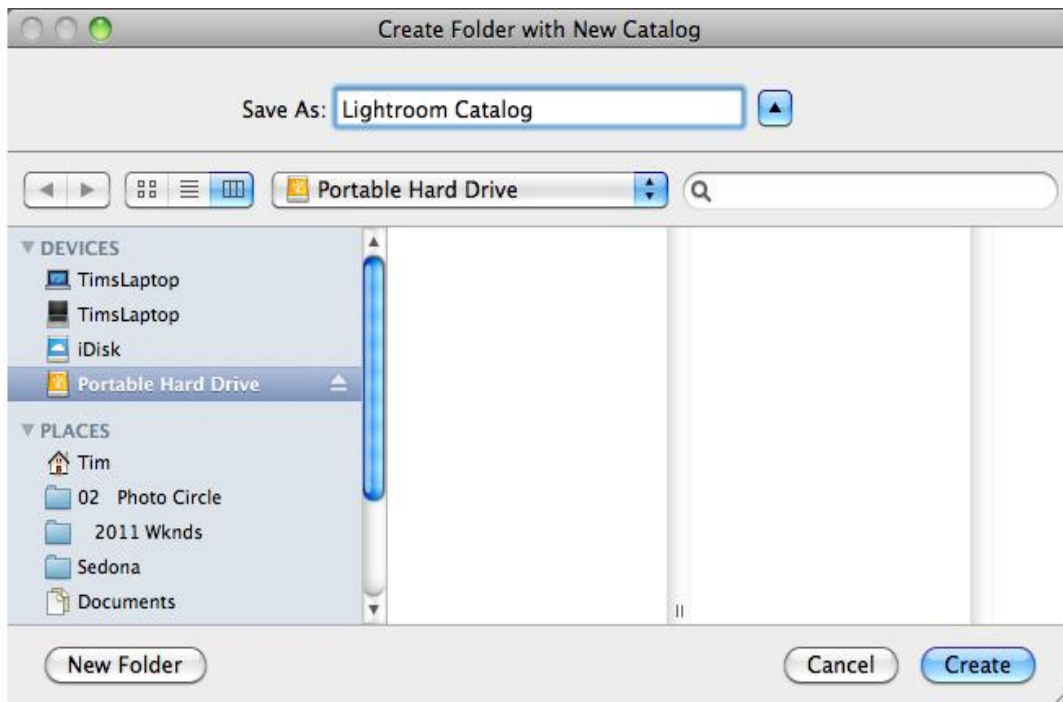 Create Folder with New Catalog
Save As: Lightroom Catalog
Portable Hard Drive
DEVICES
TimsLaptop
TimsLaptop
iDisk
Portable Hard Drive
PLACES
Tim
02 Photo Circle
2011 Wknds
Sedona
Documents
New Folder Cancel Create